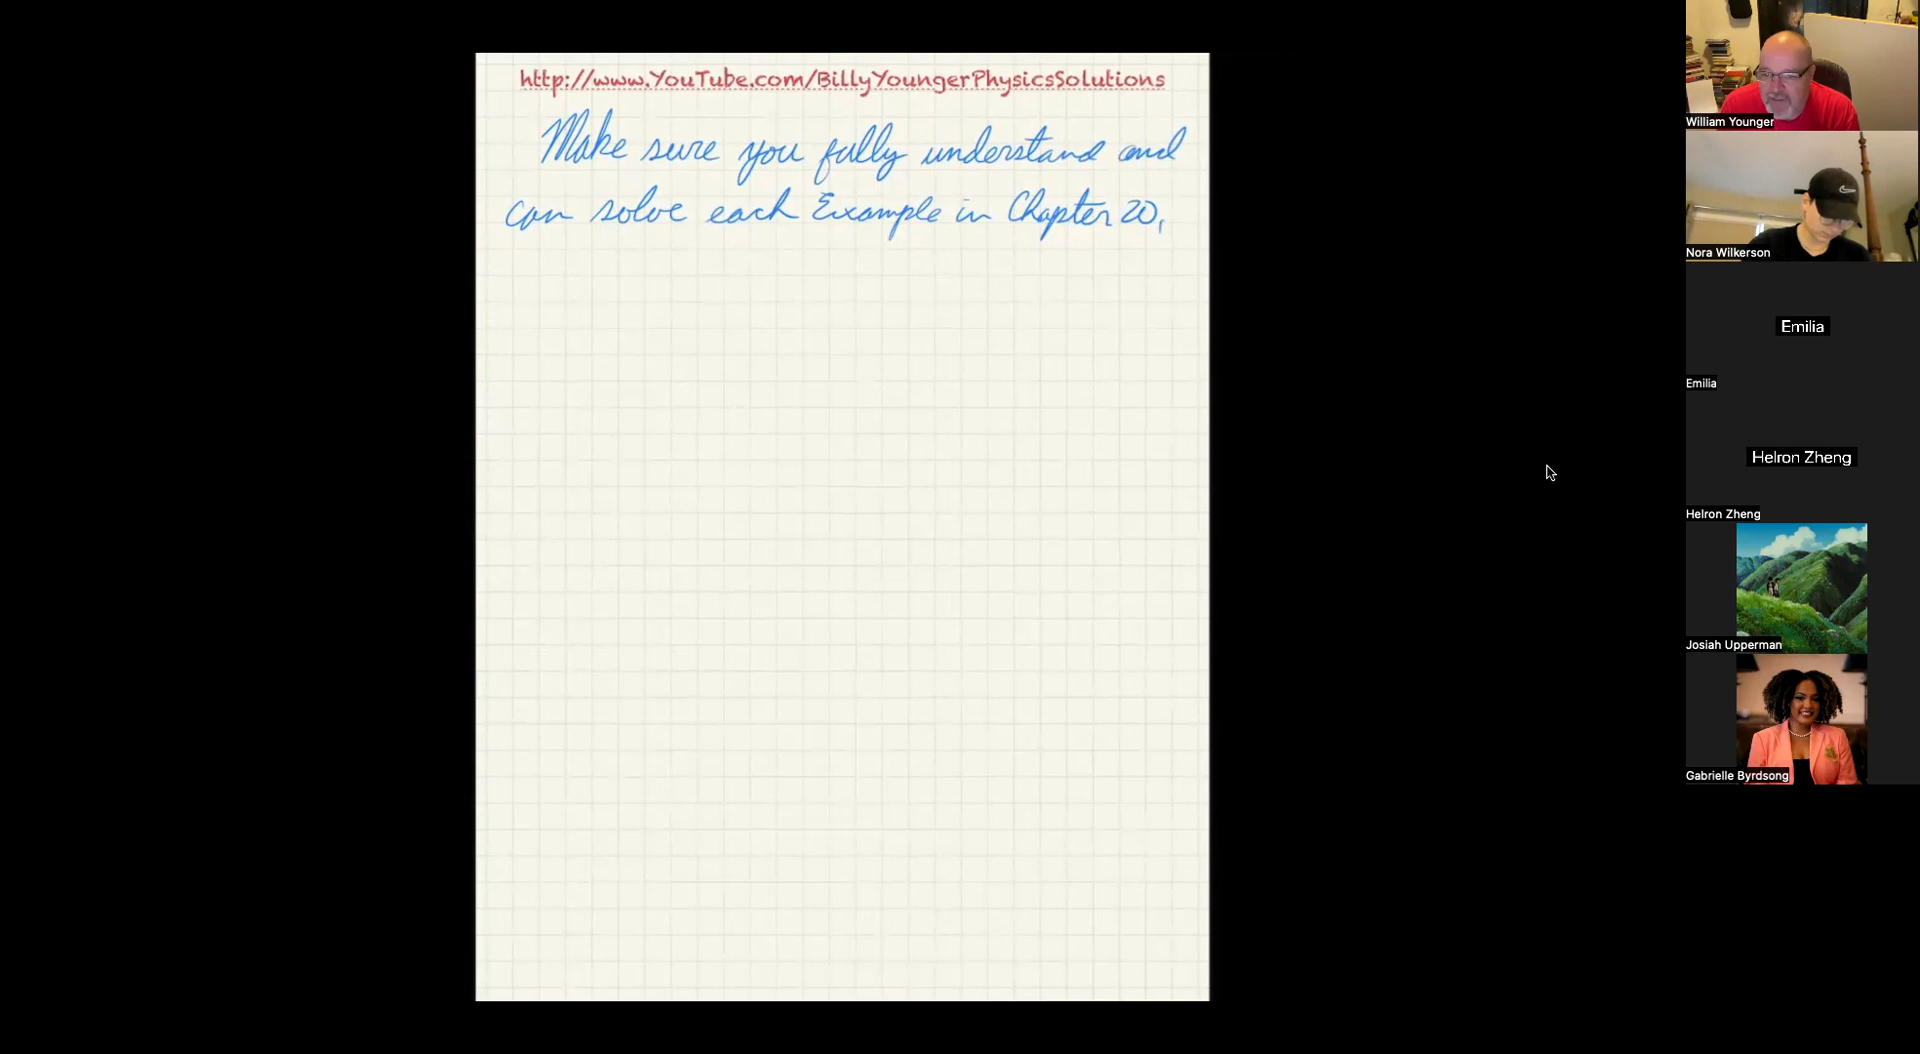 http://www.YouTube.com/BillyYoungerPhysicsSolutions
Make sure you fully understand and
can solve each Example in Chapter 20,
William Younger
Nora Wilkerson
Emilia
Emilia
Helron Zheng
Helron Zheng
Josiah Upperman
Gabrielle Byrdsong